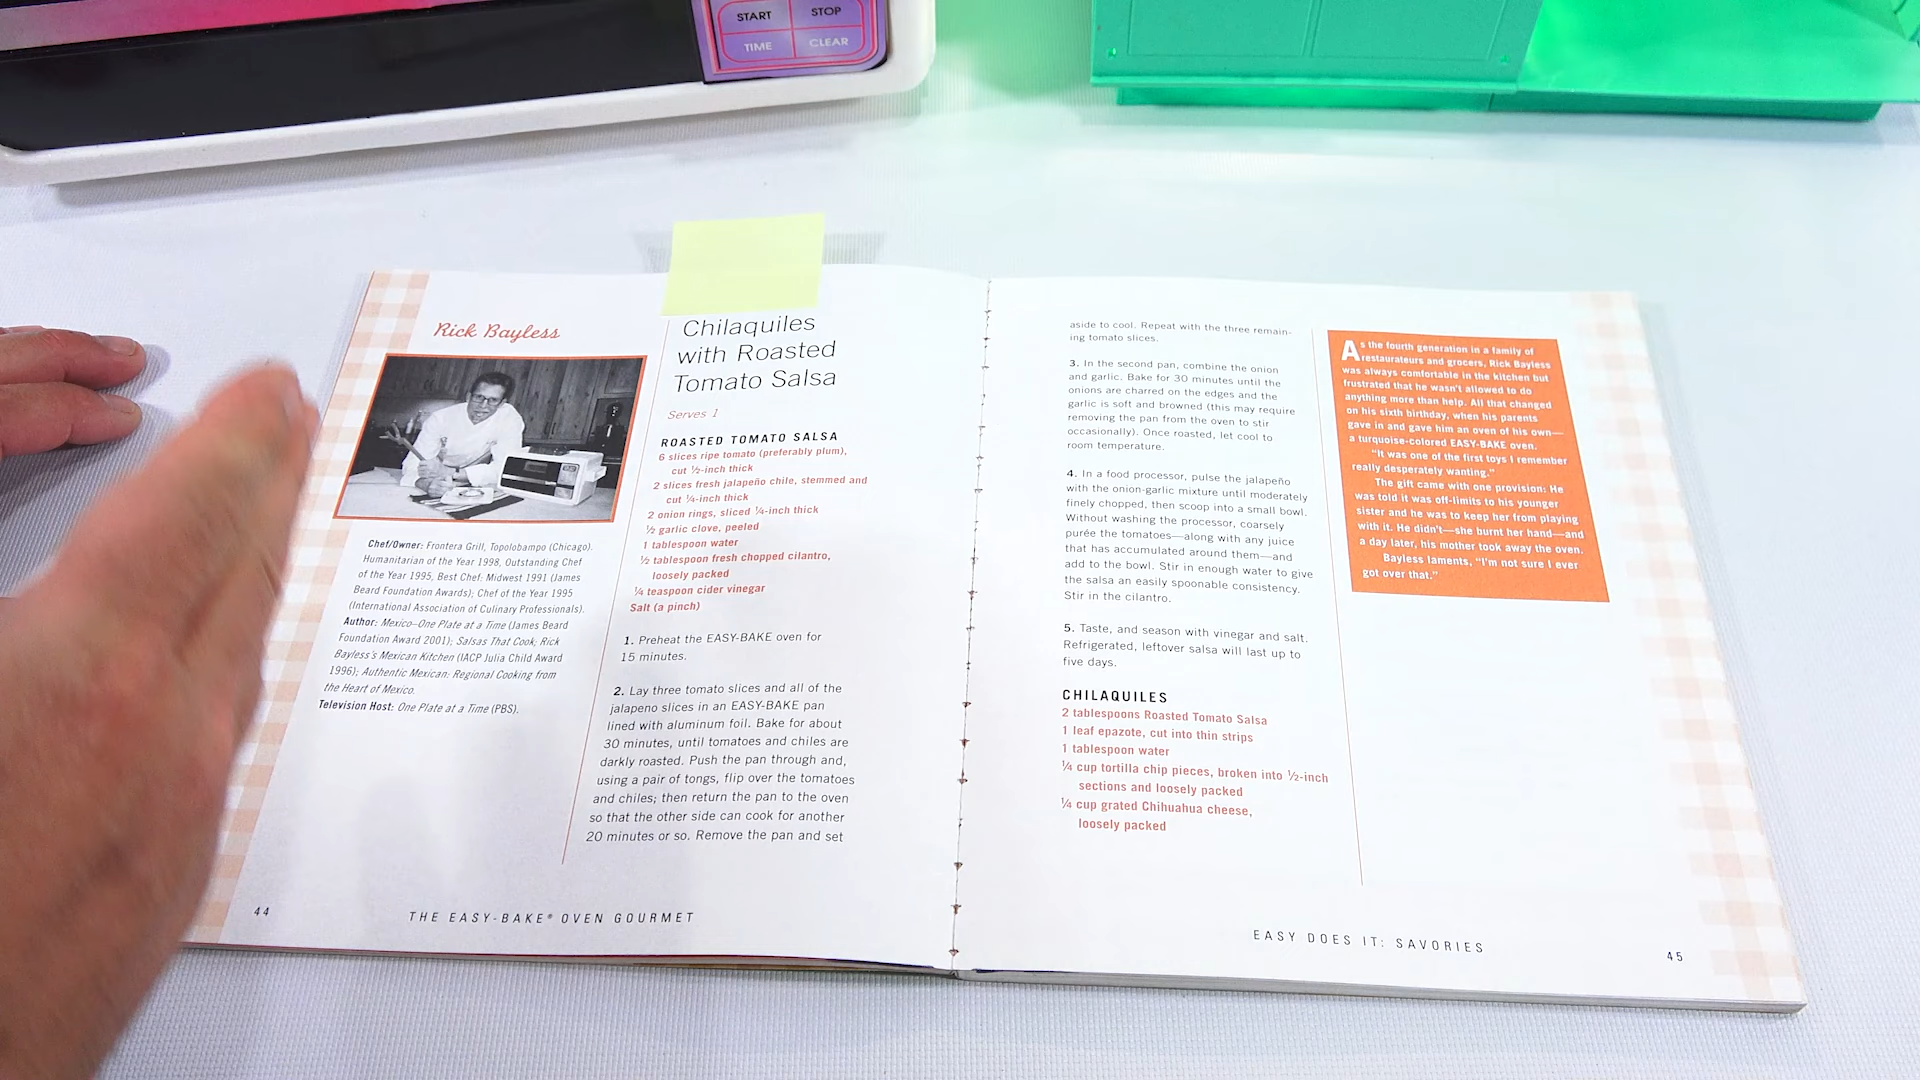 START
STOP
TIME
CLEAR
Rick Bayless
Chef/Owner: Frontera Grill, Topolobampo (Chicago).
Humanitarian of the Year 1998, Outstanding Chef
of the Year 1995, Best Chef: Midwest 1991 (James
Beard Foundation Awards); Chef of the Year 1995
(International Association of Culinary Professionals).
Author: Mexico–One Plate at a Time (James Beard
Foundation Award 2001); Salsas That Cook; Rick
Bayless's Mexican Kitchen (IACP Julia Child Award
1996); Authentic Mexican: Regional Cooking from
the Heart of Mexico.
Television Host: One Plate at a Time (PBS).
Chilaquiles
with Roasted
Tomato Salsa
Serves 1
ROASTED TOMATO SALSA
6 slices ripe tomato (preferably plum),
cut ½-inch thick
2 slices fresh jalapeño chile, stemmed and
cut ¼-inch thick
2 onion rings, sliced ¼-inch thick
½ garlic clove, peeled
1 tablespoon water
½ tablespoon fresh chopped cilantro,
loosely packed
¼ teaspoon cider vinegar
Salt (a pinch)
1. Preheat the EASY-BAKE oven for
15 minutes.
2. Lay three tomato slices and all of the
jalapeno slices in an EASY-BAKE pan
lined with aluminum foil. Bake for about
30 minutes, until tomatoes and chiles are
darkly roasted. Push the pan through and,
using a pair of tongs, flip over the tomatoes
and chiles; then return the pan to the oven
so that the other side can cook for another
20 minutes or so. Remove the pan and set
44
THE EASY-BAKE® OVEN GOURMET
aside to cool. Repeat with the three remain-
ing tomato slices.
3. In the second pan, combine the onion
and garlic. Bake for 30 minutes until the
onions are charred on the edges and the
garlic is soft and browned (this may require
removing the pan from the oven to stir
occasionally). Once roasted, let cool to
room temperature.
4. In a food processor, pulse the jalapeño
with the onion-garlic mixture until moderately
finely chopped, then scoop into a small bowl.
Without washing the processor, coarsely
purée the tomatoes—along with any juice
that has accumulated around them—and
add to the bowl. Stir in enough water to give
the salsa an easily spoonable consistency.
Stir in the cilantro.
5. Taste, and season with vinegar and salt.
Refrigerated, leftover salsa will last up to
five days.
CHILAQUILES
2 tablespoons Roasted Tomato Salsa
1 leaf epazote, cut into thin strips
1 tablespoon water
¼ cup tortilla chip pieces, broken into ½-inch
sections and loosely packed
¼ cup grated Chihuahua cheese,
loosely packed
As the fourth generation in a family of
restaurateurs and grocers, Rick Bayless
was always comfortable in the kitchen but
frustrated that he wasn't allowed to do
anything more than help. All that changed
on his sixth birthday, when his parents
gave in and gave him an oven of his own—
a turquoise-colored EASY-BAKE oven.
"It was one of the first toys I remember
really desperately wanting."
The gift came with one provision: He
was told it was off-limits to his younger
sister and he was to keep her from playing
with it. He didn't—she burnt her hand—and
a day later, his mother took away the oven.
Bayless laments, "I'm not sure I ever
got over that."
EASY DOES IT: SAVORIES
45